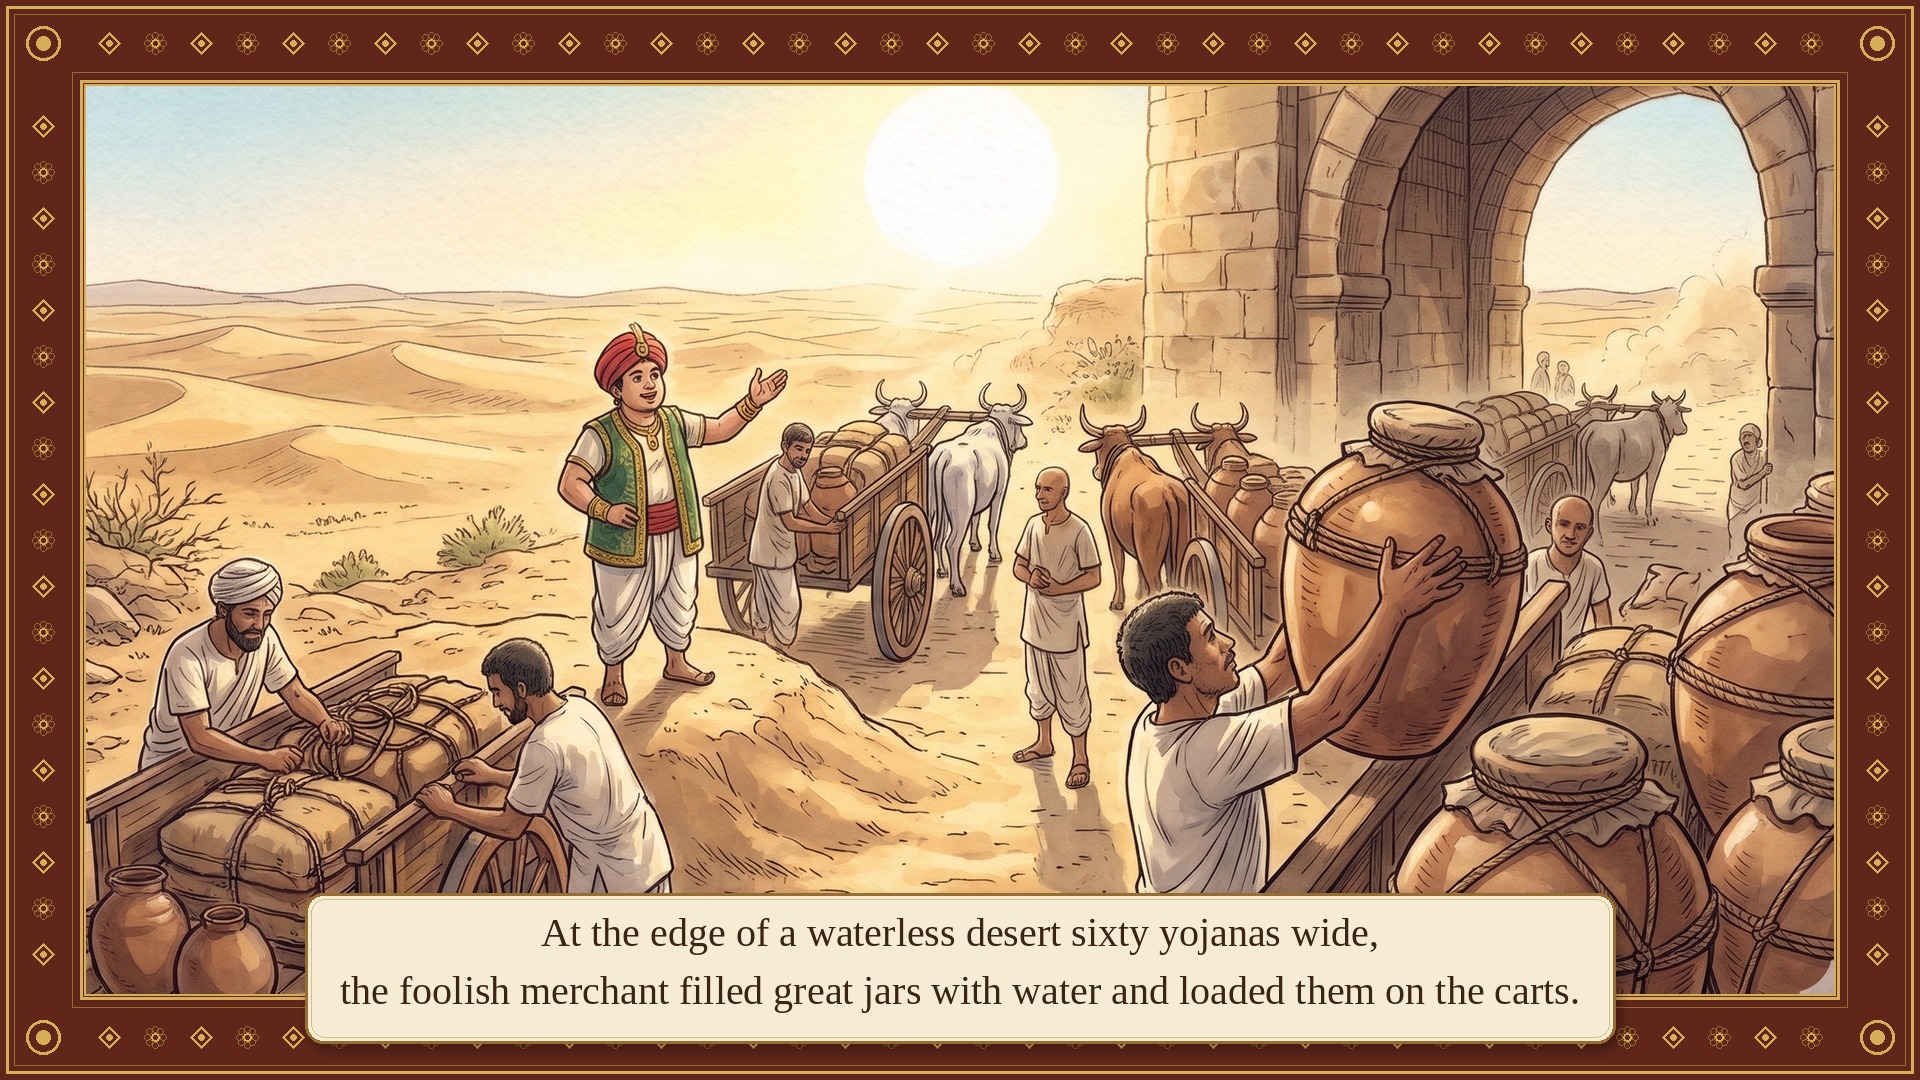 At the edge of a waterless desert sixty yojanas wide,
the foolish merchant filled great jars with water and loaded them on the carts.